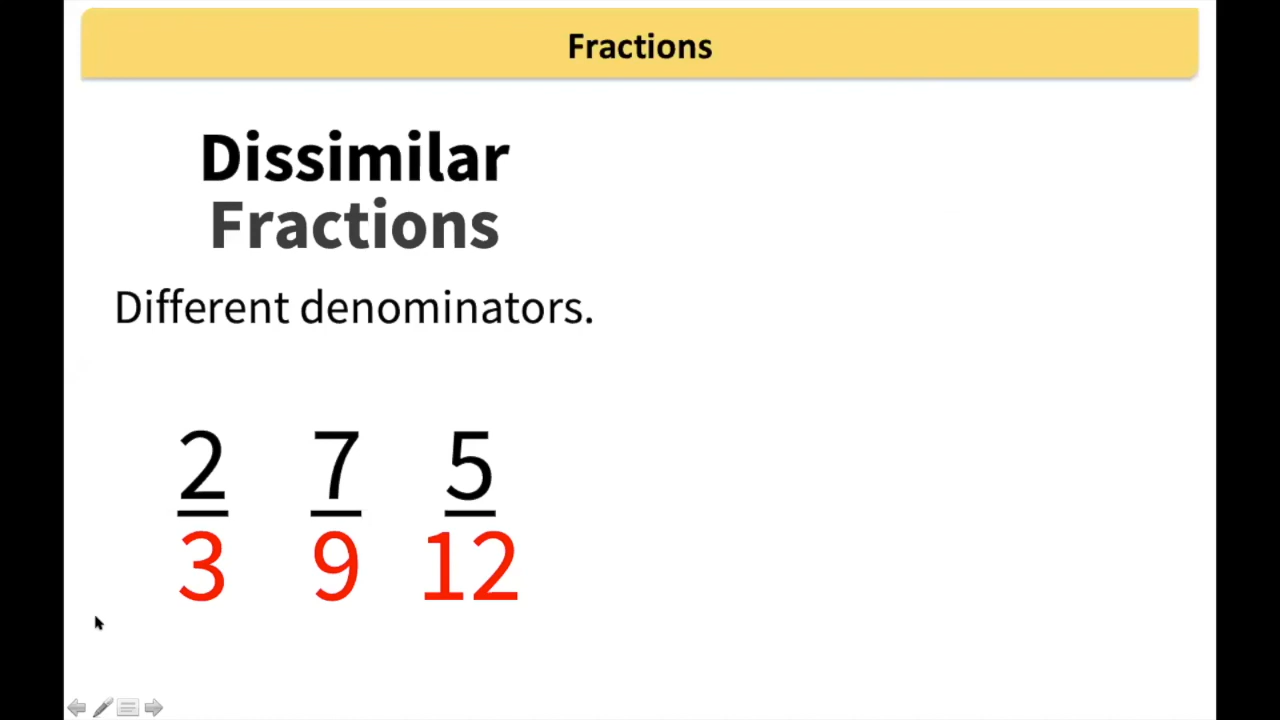 Fractions
Dissimilar
Fractions
Different denominators.
2 7 5
3 9 12